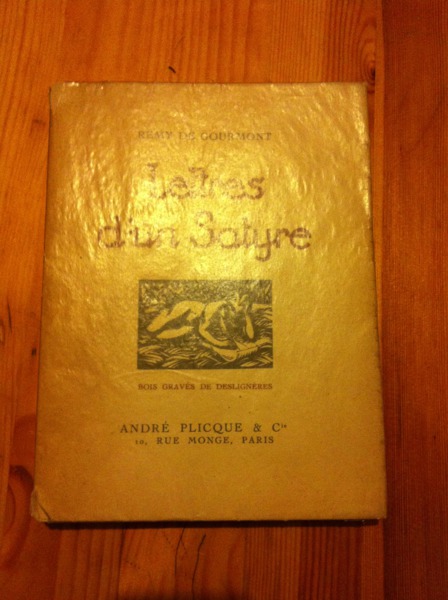 REMY DE GOURMONT
Lettres
d'un Satyre
BOIS GRAVÉS DE DESLIGNÈRES
ANDRÉ PLICQUE & Cie
10, RUE MONGE, PARIS